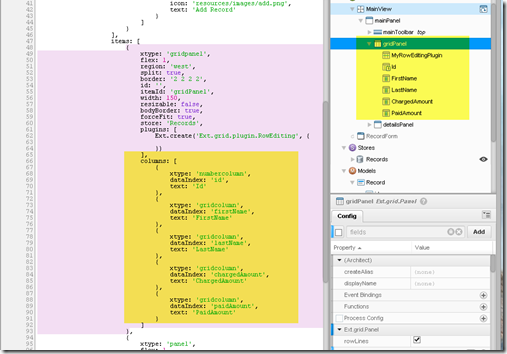 41 icon: 'resources/images/add.png',
42 text: 'Add Record'
43 }
44 ]
45 }
46 ],
47 items: [
48 {
49 xtype: 'gridpanel',
50 flex: 1,
51 region: 'west',
52 split: true,
53 border: '2 2 2 2',
54 id: '',
55 itemId: 'gridPanel',
56 width: 150,
57 resizable: false,
58 bodyBorder: true,
59 forceFit: true,
60 store: 'Records',
61 plugins: [
62 Ext.create('Ext.grid.plugin.RowEditing', {
63
64 })
65 ],
66 columns: [
67 {
68 xtype: 'numbercolumn',
69 dataIndex: 'id',
70 text: 'Id'
71 },
72 {
73 xtype: 'gridcolumn',
74 dataIndex: 'firstName',
75 text: 'FirstName'
76 },
77 {
78 xtype: 'gridcolumn',
79 dataIndex: 'lastName',
80 text: 'LastName'
81 },
82 {
83 xtype: 'gridcolumn',
84 dataIndex: 'chargedAmount',
85 text: 'ChargedAmount'
86 },
87 {
88 xtype: 'gridcolumn',
89 dataIndex: 'paidAmount',
90 text: 'PaidAmount'
91 }
92 ]
93 },
94 {
95 xtype: 'panel',
MainView
mainPanel
mainToolbar top
gridPanel
MyRowEditingPlugin
Id
FirstName
LastName
ChargedAmount
PaidAmount
detailsPanel
RecordForm
Stores
Records
Models
Record
gridPanel Ext.grid.Panel
Config
fields
Add
Property
Value
(Architect)
createAlias (none)
displayName (none)
Event Bindings
Functions
Process Config
Ext.grid.Panel
rowLines